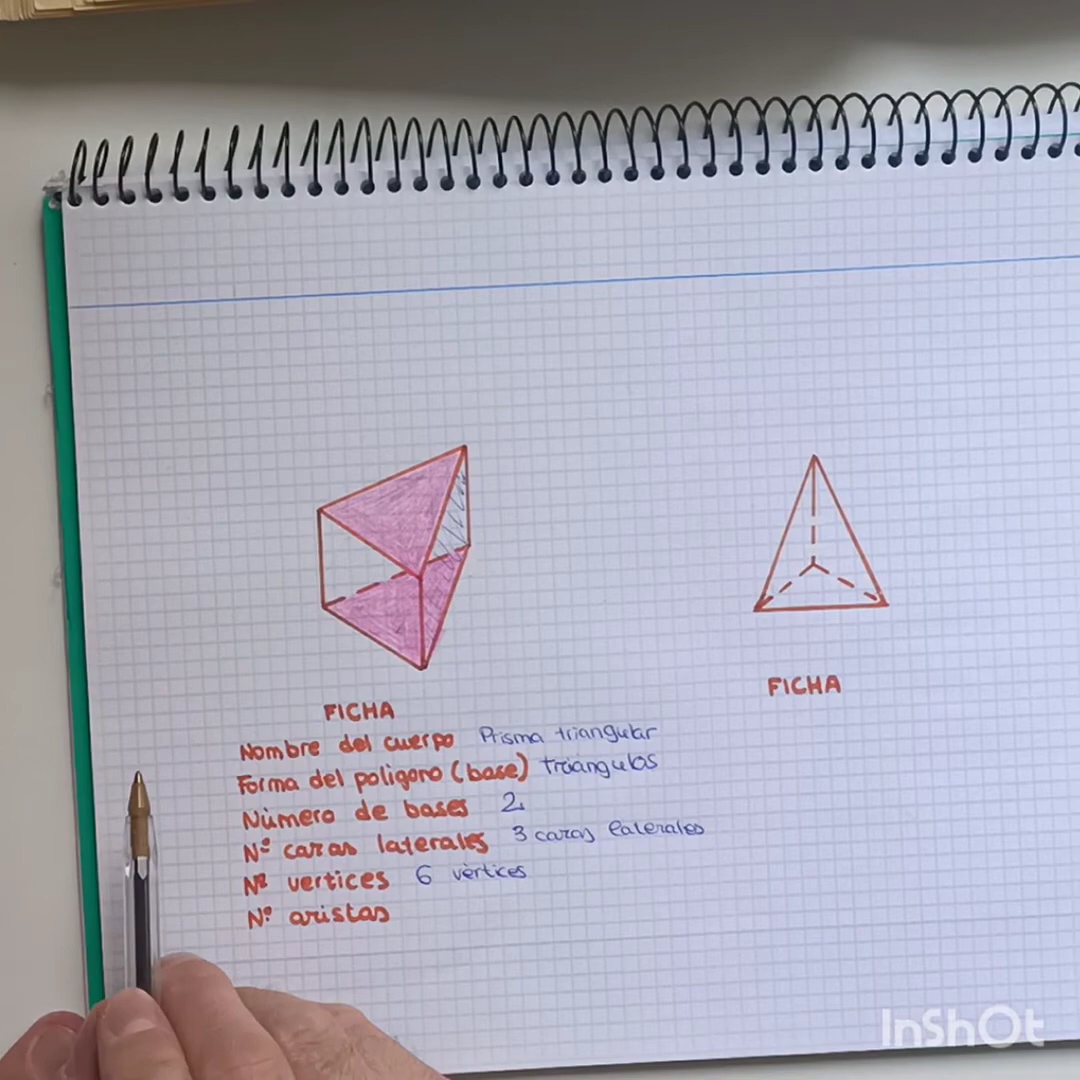 FICHA
Nombre del cuerpo Prisma triangular
Forma del poligono (base) triángulos
Número de bases 2
Nº caras laterales 3 caras laterales
Nº vertices 6 vértices
Nº aristas
FICHA
InShOt